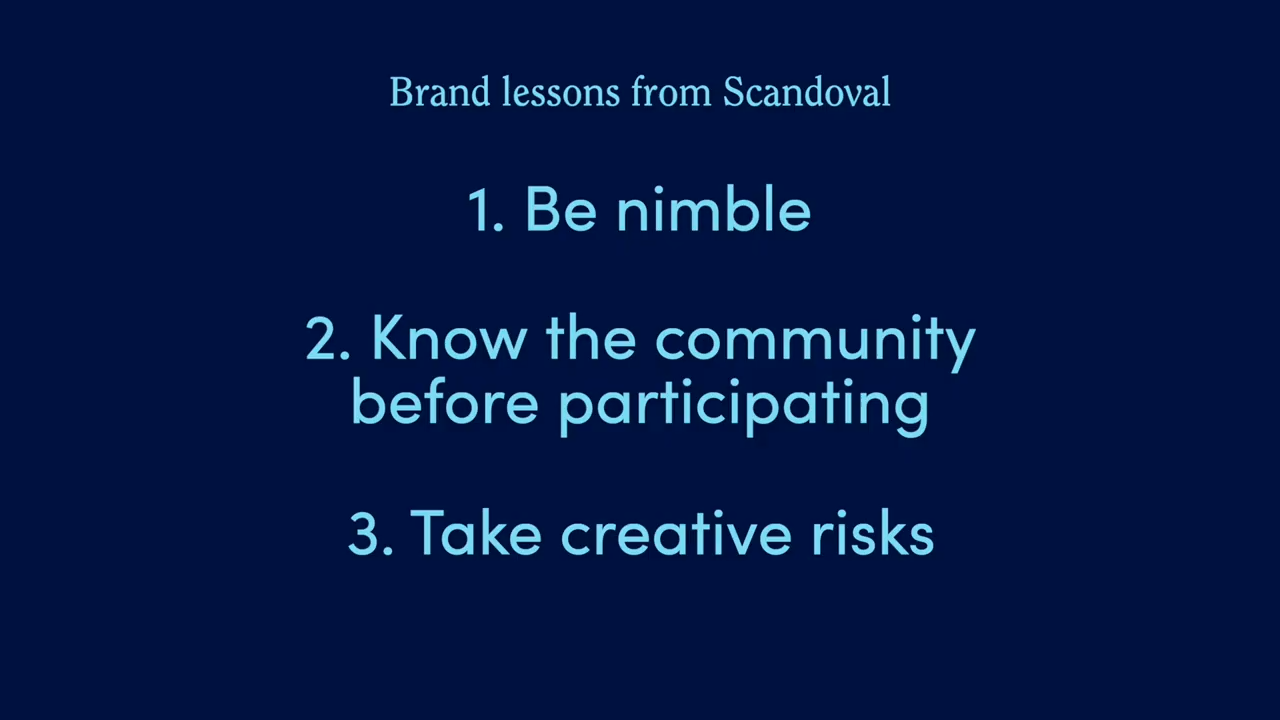 Brand lessons from Scandoval
1. Be nimble
2. Know the community
before participating
3. Take creative risks